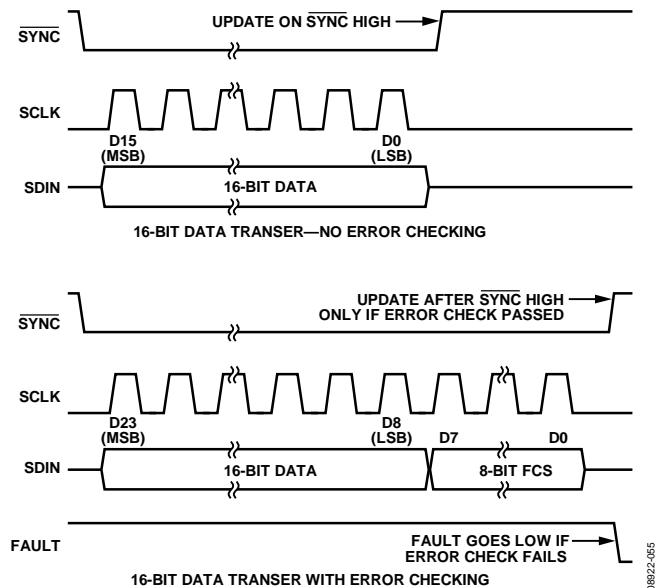 UPDATE ON SYNC HIGH
SYNC
SCLK
D15
(MSB)
D0
(LSB)
SDIN
16-BIT DATA
16-BIT DATA TRANSER—NO ERROR CHECKING
UPDATE AFTER SYNC HIGH
ONLY IF ERROR CHECK PASSED
SYNC
SCLK
D23
(MSB)
D8
(LSB)
D7
D0
SDIN
16-BIT DATA
8-BIT FCS
FAULT
FAULT GOES LOW IF
ERROR CHECK FAILS
16-BIT DATA TRANSER WITH ERROR CHECKING
08922-055